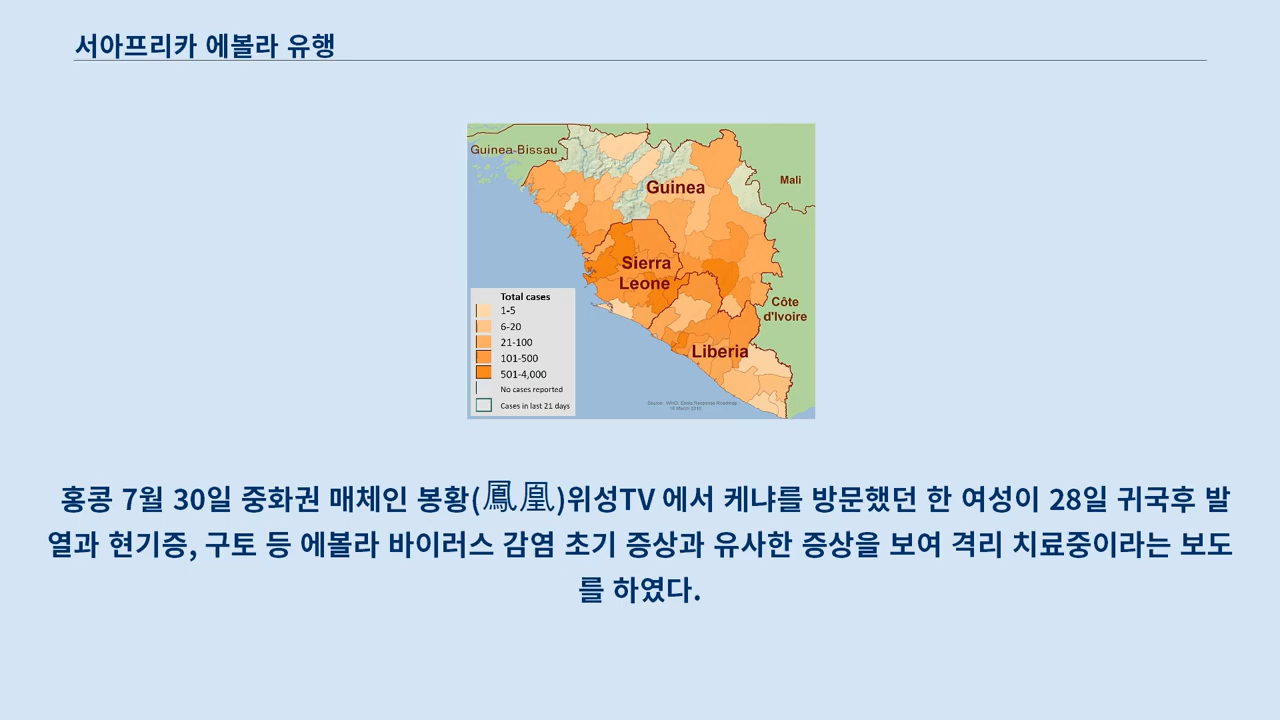 서아프리카 에볼라 유행
Guinea-Bissau
Guinea
Mali
Sierra
Leone
Côte
d'Ivoire
Liberia
Total cases
1-5
6-20
21-100
101-500
501-4,000
No cases reported
Cases in last 21 days
Source: WHO: Ebola Response Roadmap
홍콩 7월 30일 중화권 매체인 봉황(鳳凰)위성TV 에서 케냐를 방문했던 한 여성이 28일 귀국후 발
열과 현기증, 구토 등 에볼라 바이러스 감염 초기 증상과 유사한 증상을 보여 격리 치료중이라는 보도
를 하였다.